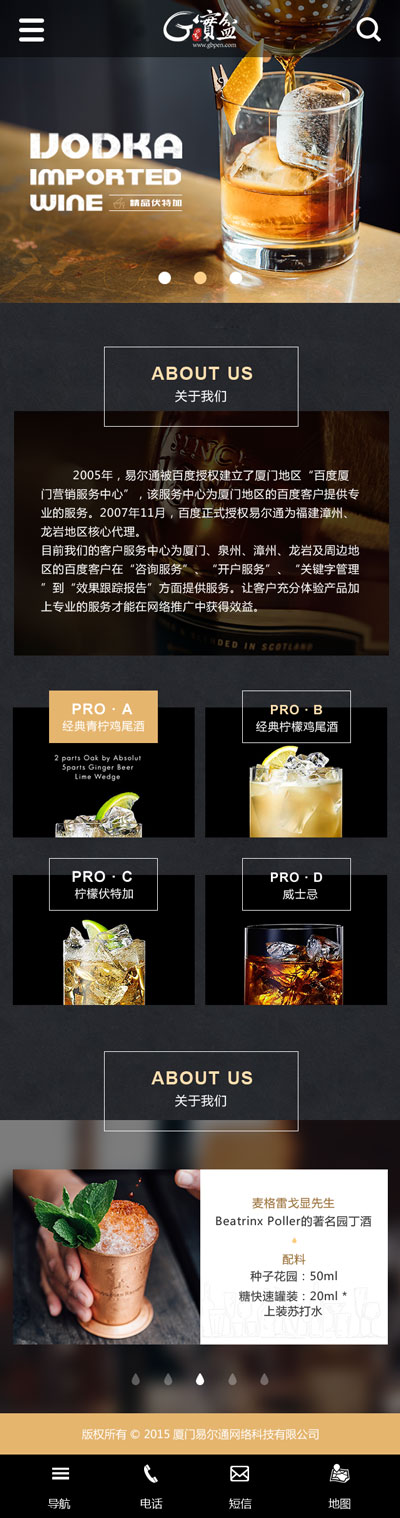 G寶盆
www.gbpen.com
VODKA
IMPORTED
WINE 精品伏特加
ABOUT US
关于我们
2005年，易尔通被百度授权建立了厦门地区“百度厦
门营销服务中心”，该服务中心为厦门地区的百度客户提供专
业的服务。2007年11月，百度正式授权易尔通为福建漳州、
龙岩地区核心代理。
目前我们的客户服务中心为厦门、泉州、漳州、龙岩及周边地
区的百度客户在“咨询服务”、“开户服务”、“关键字管理
”到“效果跟踪报告”方面提供服务。让客户充分体验产品加
上专业的服务才能在网络推广中获得效益。
BLENDED IN SCOTLAND
PRO · A
经典青柠鸡尾酒
2 parts Oak by Absolut
5parts Ginger Beer
Lime Wedge
PRO · B
经典柠檬鸡尾酒
PRO · C
柠檬伏特加
PRO · D
威士忌
ABOUT US
关于我们
麦格雷戈显先生
Beatrinx Poller的著名园丁酒
配料
种子花园：50ml
糖快速罐装：20ml *
上装苏打水
版权所有 © 2015 厦门易尔通网络科技有限公司
导航
电话
短信
地图